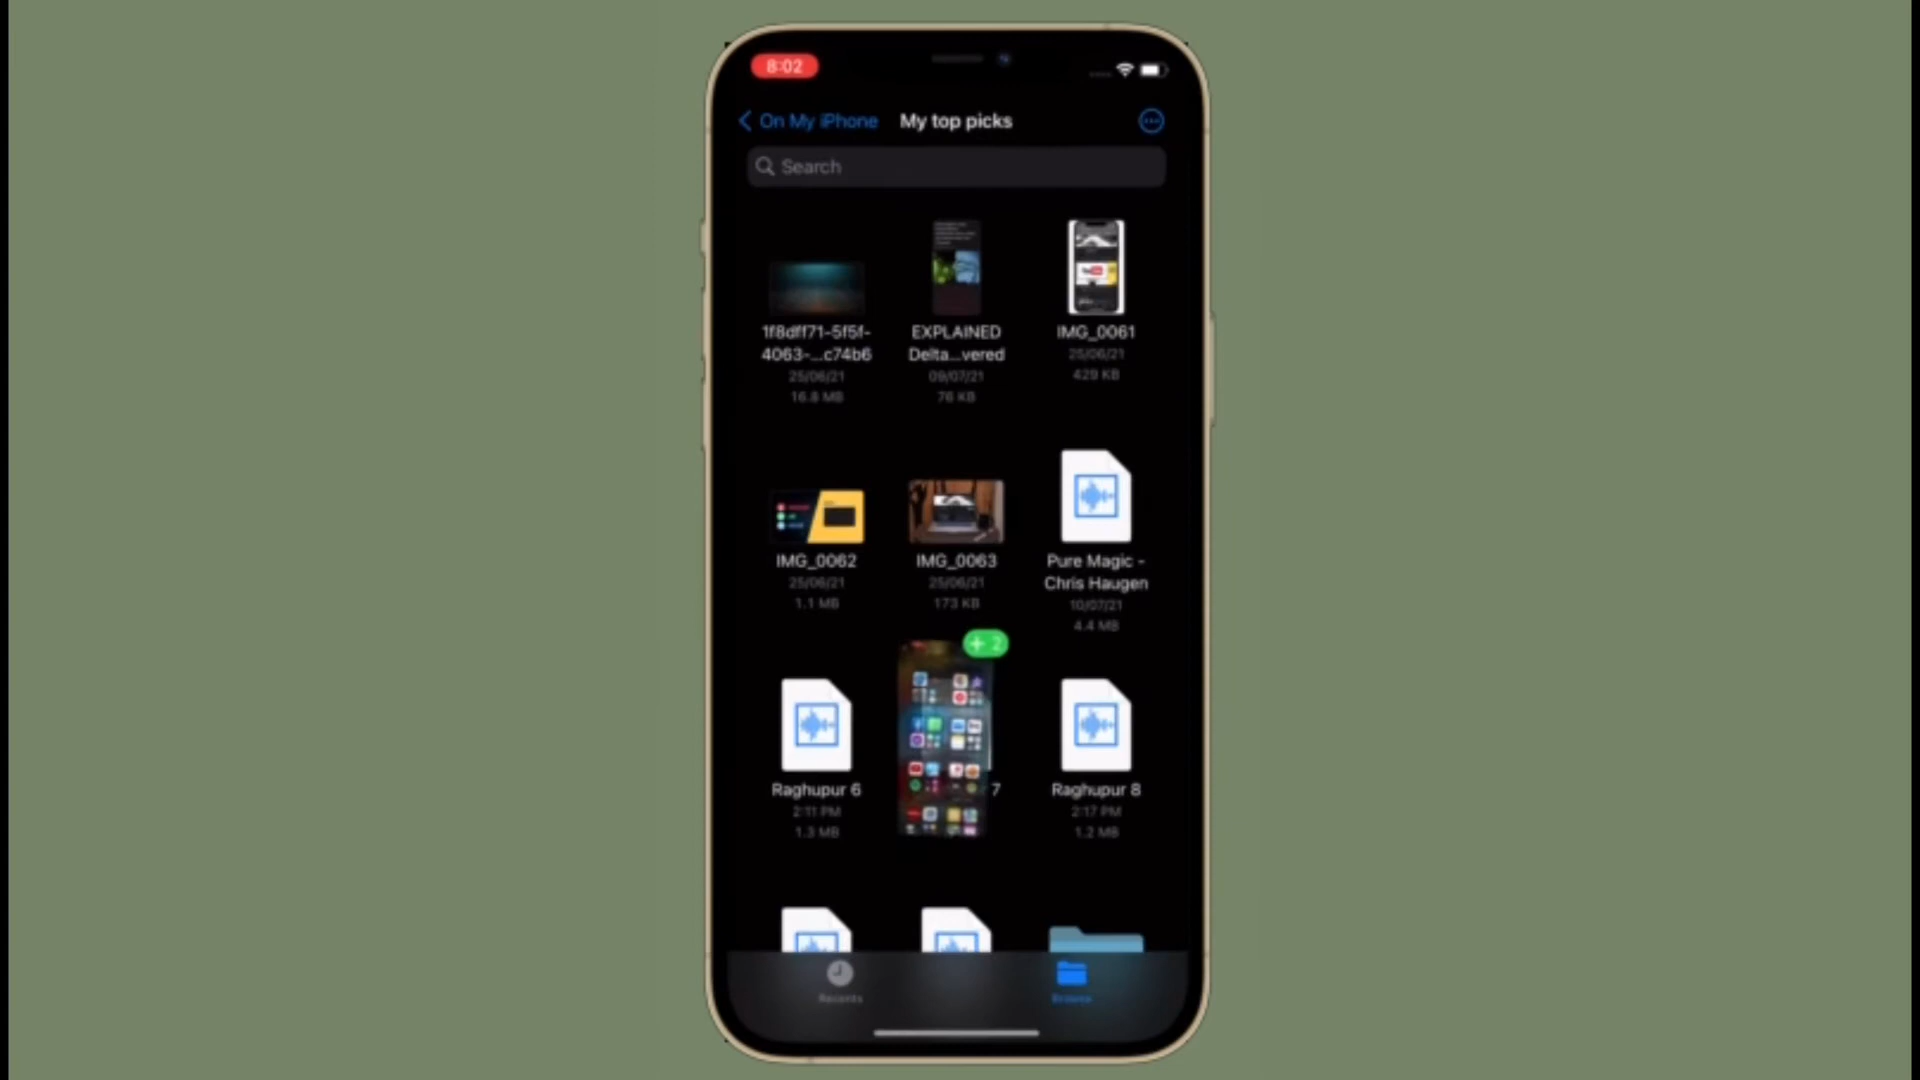 8:02
On My iPhone My top picks
Search
1f8dff71-5f5f-
4063-...c74b6
25/06/21
16.8 MB
EXPLAINED
Delta...vered
09/07/21
76 KB
IMG_0061
25/06/21
429 KB
IMG_0062
25/06/21
1.1 MB
IMG_0063
25/06/21
173 KB
Pure Magic -
Chris Haugen
10/07/21
4.4 MB
+ 2
Raghupur 6
2:11 PM
1.3 MB
7
Raghupur 8
2:17 PM
1.2 MB
Recents
Browse